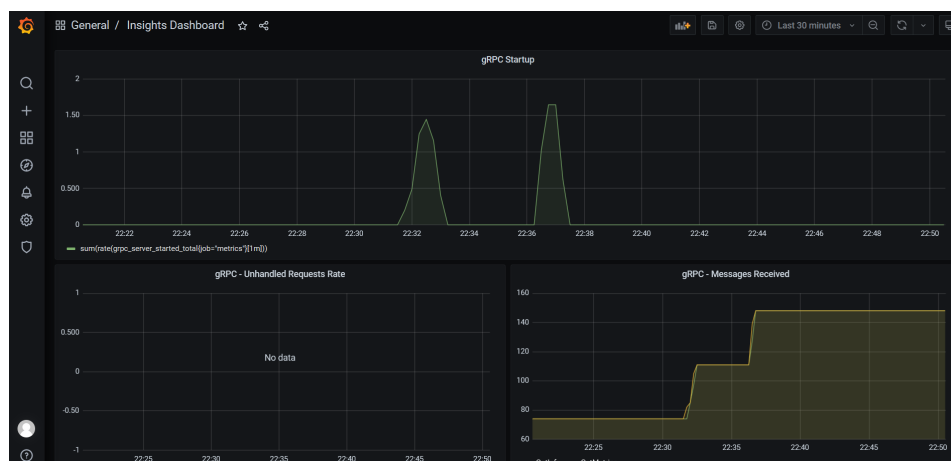 General / Insights Dashboard
Last 30 minutes
gRPC Startup
2
1.50
1
0.500
0
22:22 22:24 22:26 22:28 22:30 22:32 22:34 22:36 22:38 22:40 22:42 22:44 22:46 22:48 22:50
sum(rate(grpc_server_started_total{job="metrics"}[1m]))
gRPC - Unhandled Requests Rate
1
0.500
0
-0.50
-1
No data
22:25 22:30 22:35 22:40 22:45 22:50
gRPC - Messages Received
160
140
120
100
80
60
22:25 22:30 22:35 22:40 22:45 22:50